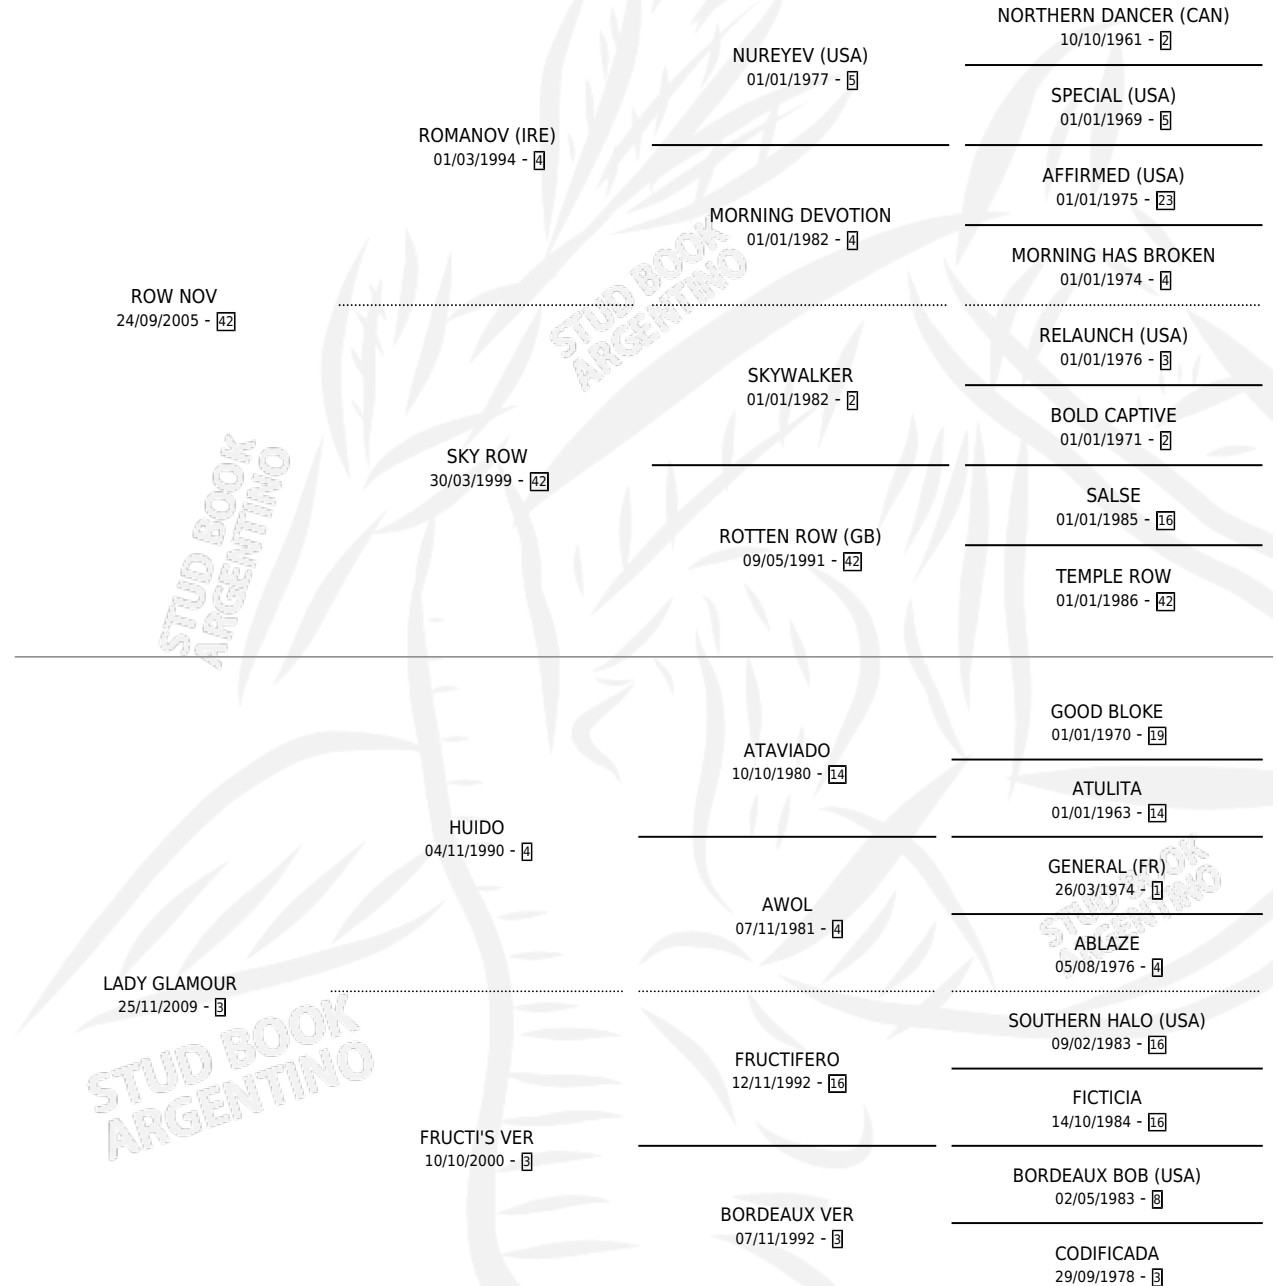 NORTHERN DANCER (CAN)
10/10/1961 - 2
NUREYEV (USA)
01/01/1977 - 5
SPECIAL (USA)
01/01/1969 - 5
ROMANOV (IRE)
01/03/1994 - 4
AFFIRMED (USA)
01/01/1975 - 23
MORNING DEVOTION
01/01/1982 - 4
MORNING HAS BROKEN
01/01/1974 - 4
ROW NOV
24/09/2005 - 42
RELAUNCH (USA)
01/01/1976 - 3
SKYWALKER
01/01/1982 - 2
BOLD CAPTIVE
01/01/1971 - 2
SKY ROW
30/03/1999 - 42
SALSE
01/01/1985 - 16
ROTTEN ROW (GB)
09/05/1991 - 42
TEMPLE ROW
01/01/1986 - 42
STUD BOOK
ARGENTINO
STUD BOOK
ARGENTINO
GOOD BLOKE
01/01/1970 - 19
ATAVIADO
10/10/1980 - 14
ATULITA
01/01/1963 - 14
HUIDO
04/11/1990 - 4
GENERAL (FR)
26/03/1974 - 1
AWOL
07/11/1981 - 4
ABLAZE
05/08/1976 - 4
STUD BOOK
ARGENTINO
LADY GLAMOUR
25/11/2009 - 3
SOUTHERN HALO (USA)
09/02/1983 - 16
FRUCTIFERO
12/11/1992 - 16
FICTICIA
14/10/1984 - 16
STUD BOOK
ARGENTINO
FRUCTI'S VER
10/10/2000 - 3
BORDEAUX BOB (USA)
02/05/1983 - 8
BORDEAUX VER
07/11/1992 - 3
CODIFICADA
29/09/1978 - 3